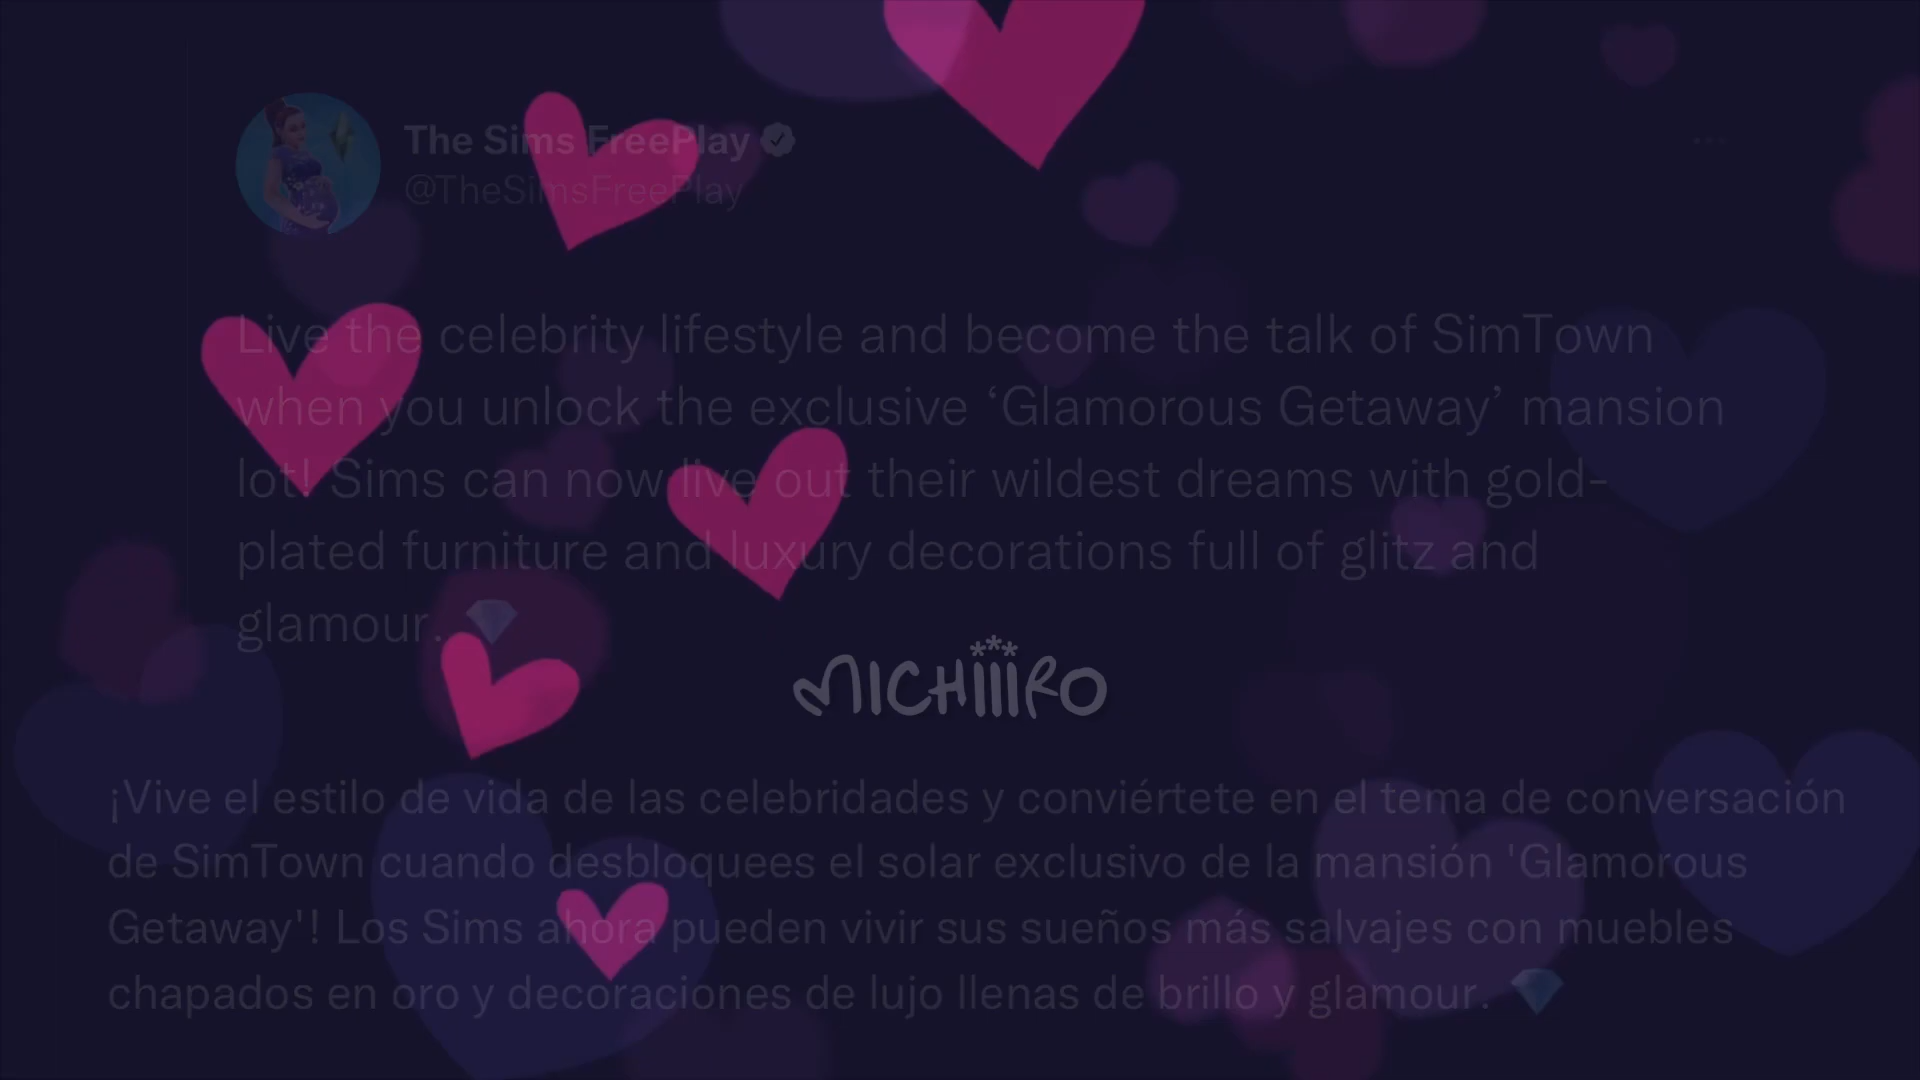 The Sims FreePlay
@TheSimsFreePlay
Live the celebrity lifestyle and become the talk of SimTown
when you unlock the exclusive ‘Glamorous Getaway’ mansion
lot! Sims can now live out their wildest dreams with gold-
plated furniture and luxury decorations full of glitz and
glamour.
MICHIIIRO
¡Vive el estilo de vida de las celebridades y conviértete en el tema de conversación
de SimTown cuando desbloquees el solar exclusivo de la mansión 'Glamorous
Getaway'! Los Sims ahora pueden vivir sus sueños más salvajes con muebles
chapados en oro y decoraciones de lujo llenas de brillo y glamour.